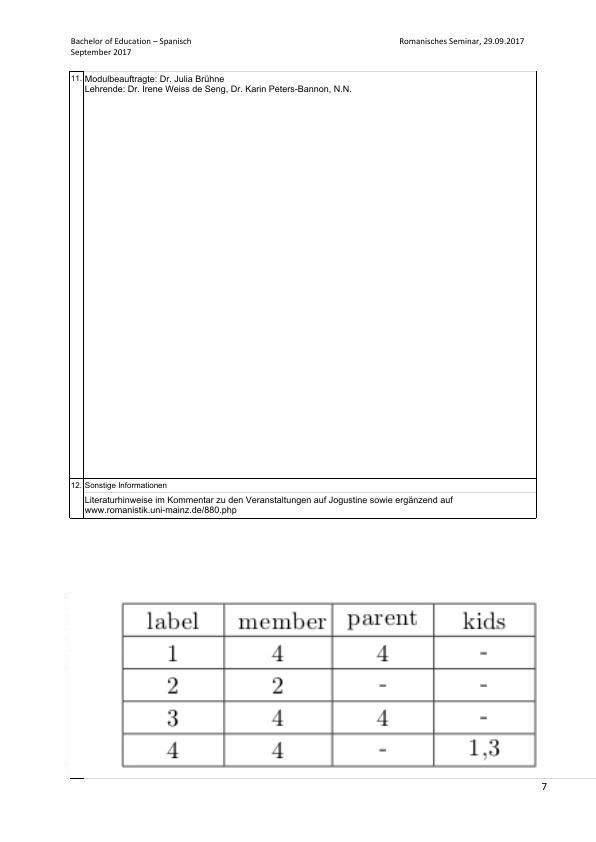 Bachelor of Education – Spanisch Romanisches Seminar, 29.09.2017
September 2017
11. Modulbeauftragte: Dr. Julia Brühne
Lehrende: Dr. Irene Weiss de Seng, Dr. Karin Peters-Bannon, N.N.
12. Sonstige Informationen
Literaturhinweise im Kommentar zu den Veranstaltungen auf Jogustine sowie ergänzend auf
www.romanistik.uni-mainz.de/880.php
label member parent kids
1 4 4 -
2 2 - -
3 4 4 -
4 4 - 1,3
7